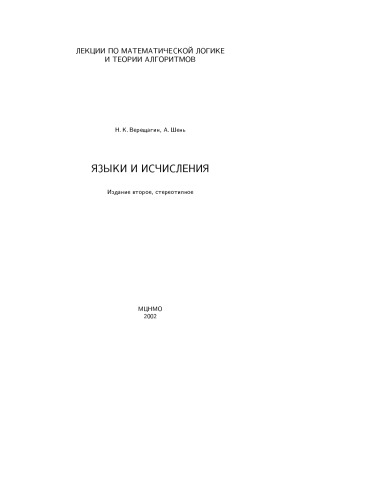 ЛЕКЦИИ ПО МАТЕМАТИЧЕСКОЙ ЛОГИКЕ
И ТЕОРИИ АЛГОРИТМОВ
Н. К. Верещагин, А. Шень
ЯЗЫКИ И ИСЧИСЛЕНИЯ
Издание второе, стереотипное
МЦНМО
2002